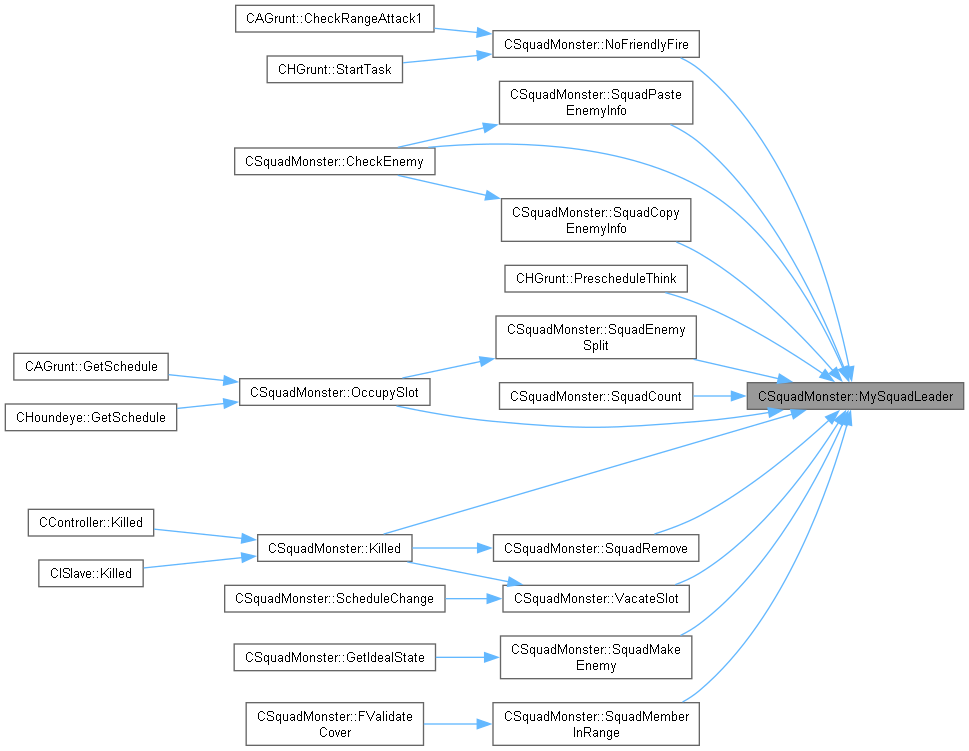 CAGrunt::CheckRangeAttack1
CSquadMonster::NoFriendlyFire
CHGrunt::StartTask
CSquadMonster::SquadPaste
EnemyInfo
CSquadMonster::CheckEnemy
CSquadMonster::SquadCopy
EnemyInfo
CHGrunt::PrescheduleThink
CSquadMonster::SquadEnemy
Split
CAGrunt::GetSchedule
CSquadMonster::OccupySlot
CSquadMonster::SquadCount
CSquadMonster::MySquadLeader
CHoundeye::GetSchedule
CController::Killed
CSquadMonster::Killed
CSquadMonster::SquadRemove
CISlave::Killed
CSquadMonster::ScheduleChange
CSquadMonster::VacateSlot
CSquadMonster::GetIdealState
CSquadMonster::SquadMake
Enemy
CSquadMonster::FValidate
Cover
CSquadMonster::SquadMember
InRange